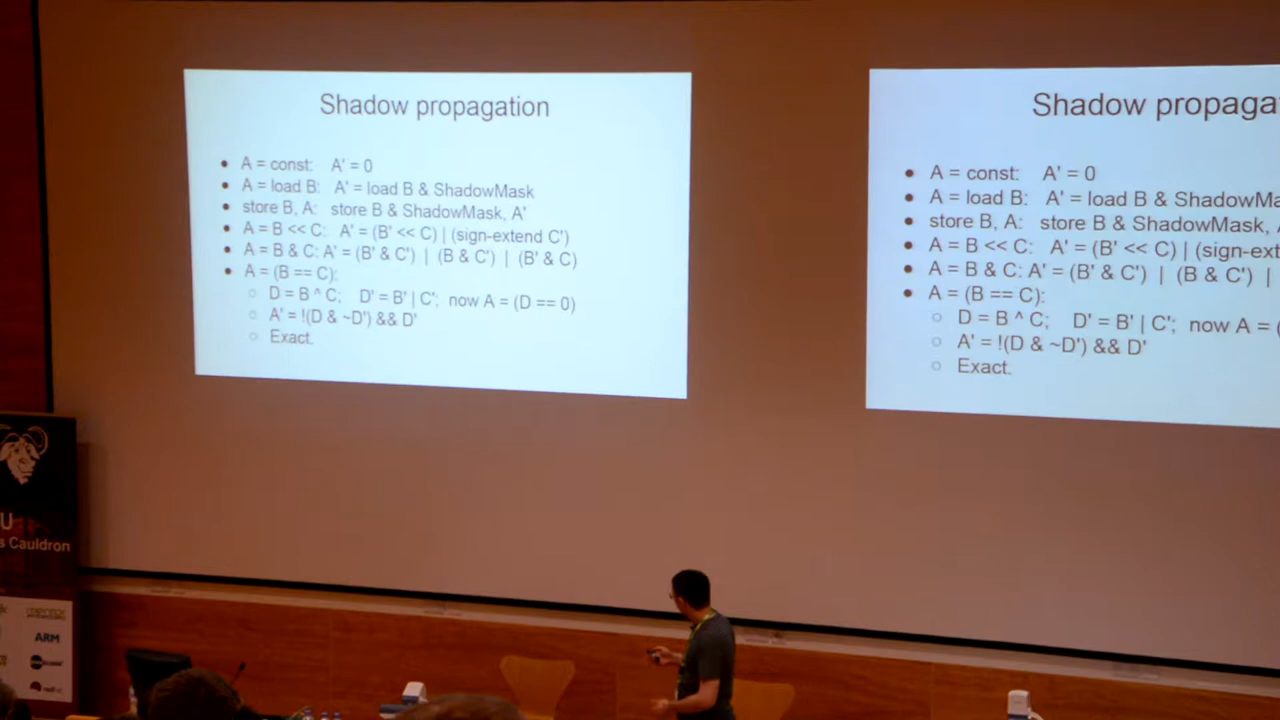 Shadow propagation
● A = const: A' = 0
● A = load B: A' = load B & ShadowMask
● store B, A: store B & ShadowMask, A'
● A = B << C: A' = (B' << C) | (sign-extend C')
● A = B & C: A' = (B' & C') | (B & C') | (B' & C)
● A = (B == C):
○ D = B ^ C; D' = B' | C'; now A = (D == 0)
○ A' = !(D & ~D') && D'
○ Exact.
Shadow propaga
● A = const: A' = 0
● A = load B: A' = load B & ShadowMa
● store B, A: store B & ShadowMask,
● A = B << C: A' = (B' << C) | (sign-ext
● A = B & C: A' = (B' & C') | (B & C') |
● A = (B == C):
○ D = B ^ C; D' = B' | C'; now A = (
○ A' = !(D & ~D') && D'
○ Exact.
U
s Cauldron
ARM